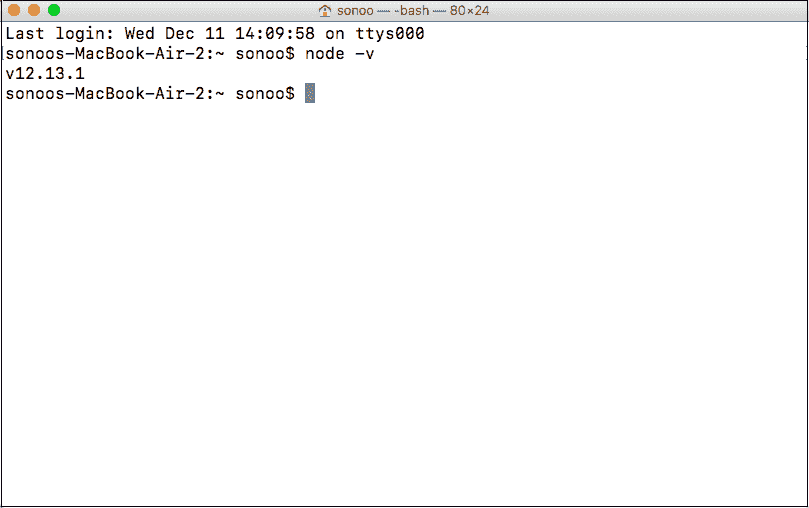 sonoo — -bash — 80×24
Last login: Wed Dec 11 14:09:58 on ttys000
sonoos-MacBook-Air-2:~ sonoo$ node -v
v12.13.1
sonoos-MacBook-Air-2:~ sonoo$